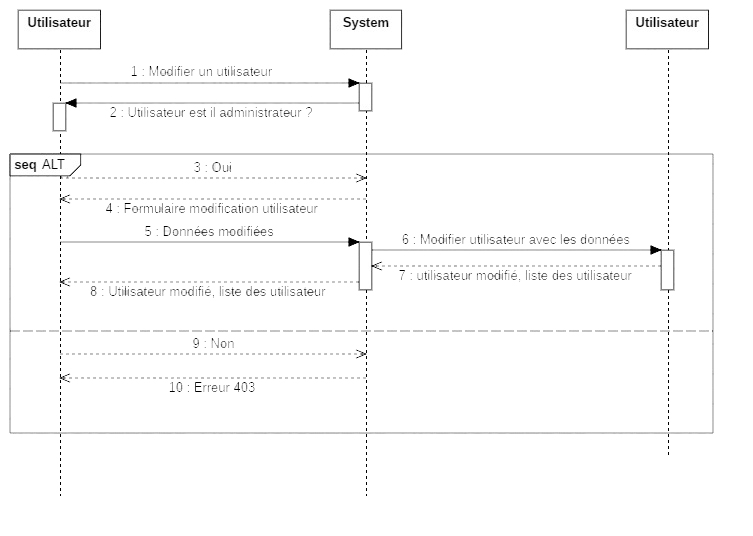 Utilisateur
System
Utilisateur
1 : Modifier un utilisateur
2 : Utilisateur est il administrateur ?
seq ALT
3 : Oui
4 : Formulaire modification utilisateur
5 : Données modifiées
6 : Modifier utilisateur avec les données
7 : utilisateur modifié, liste des utilisateur
8 : Utilisateur modifié, liste des utilisateur
9 : Non
10 : Erreur 403